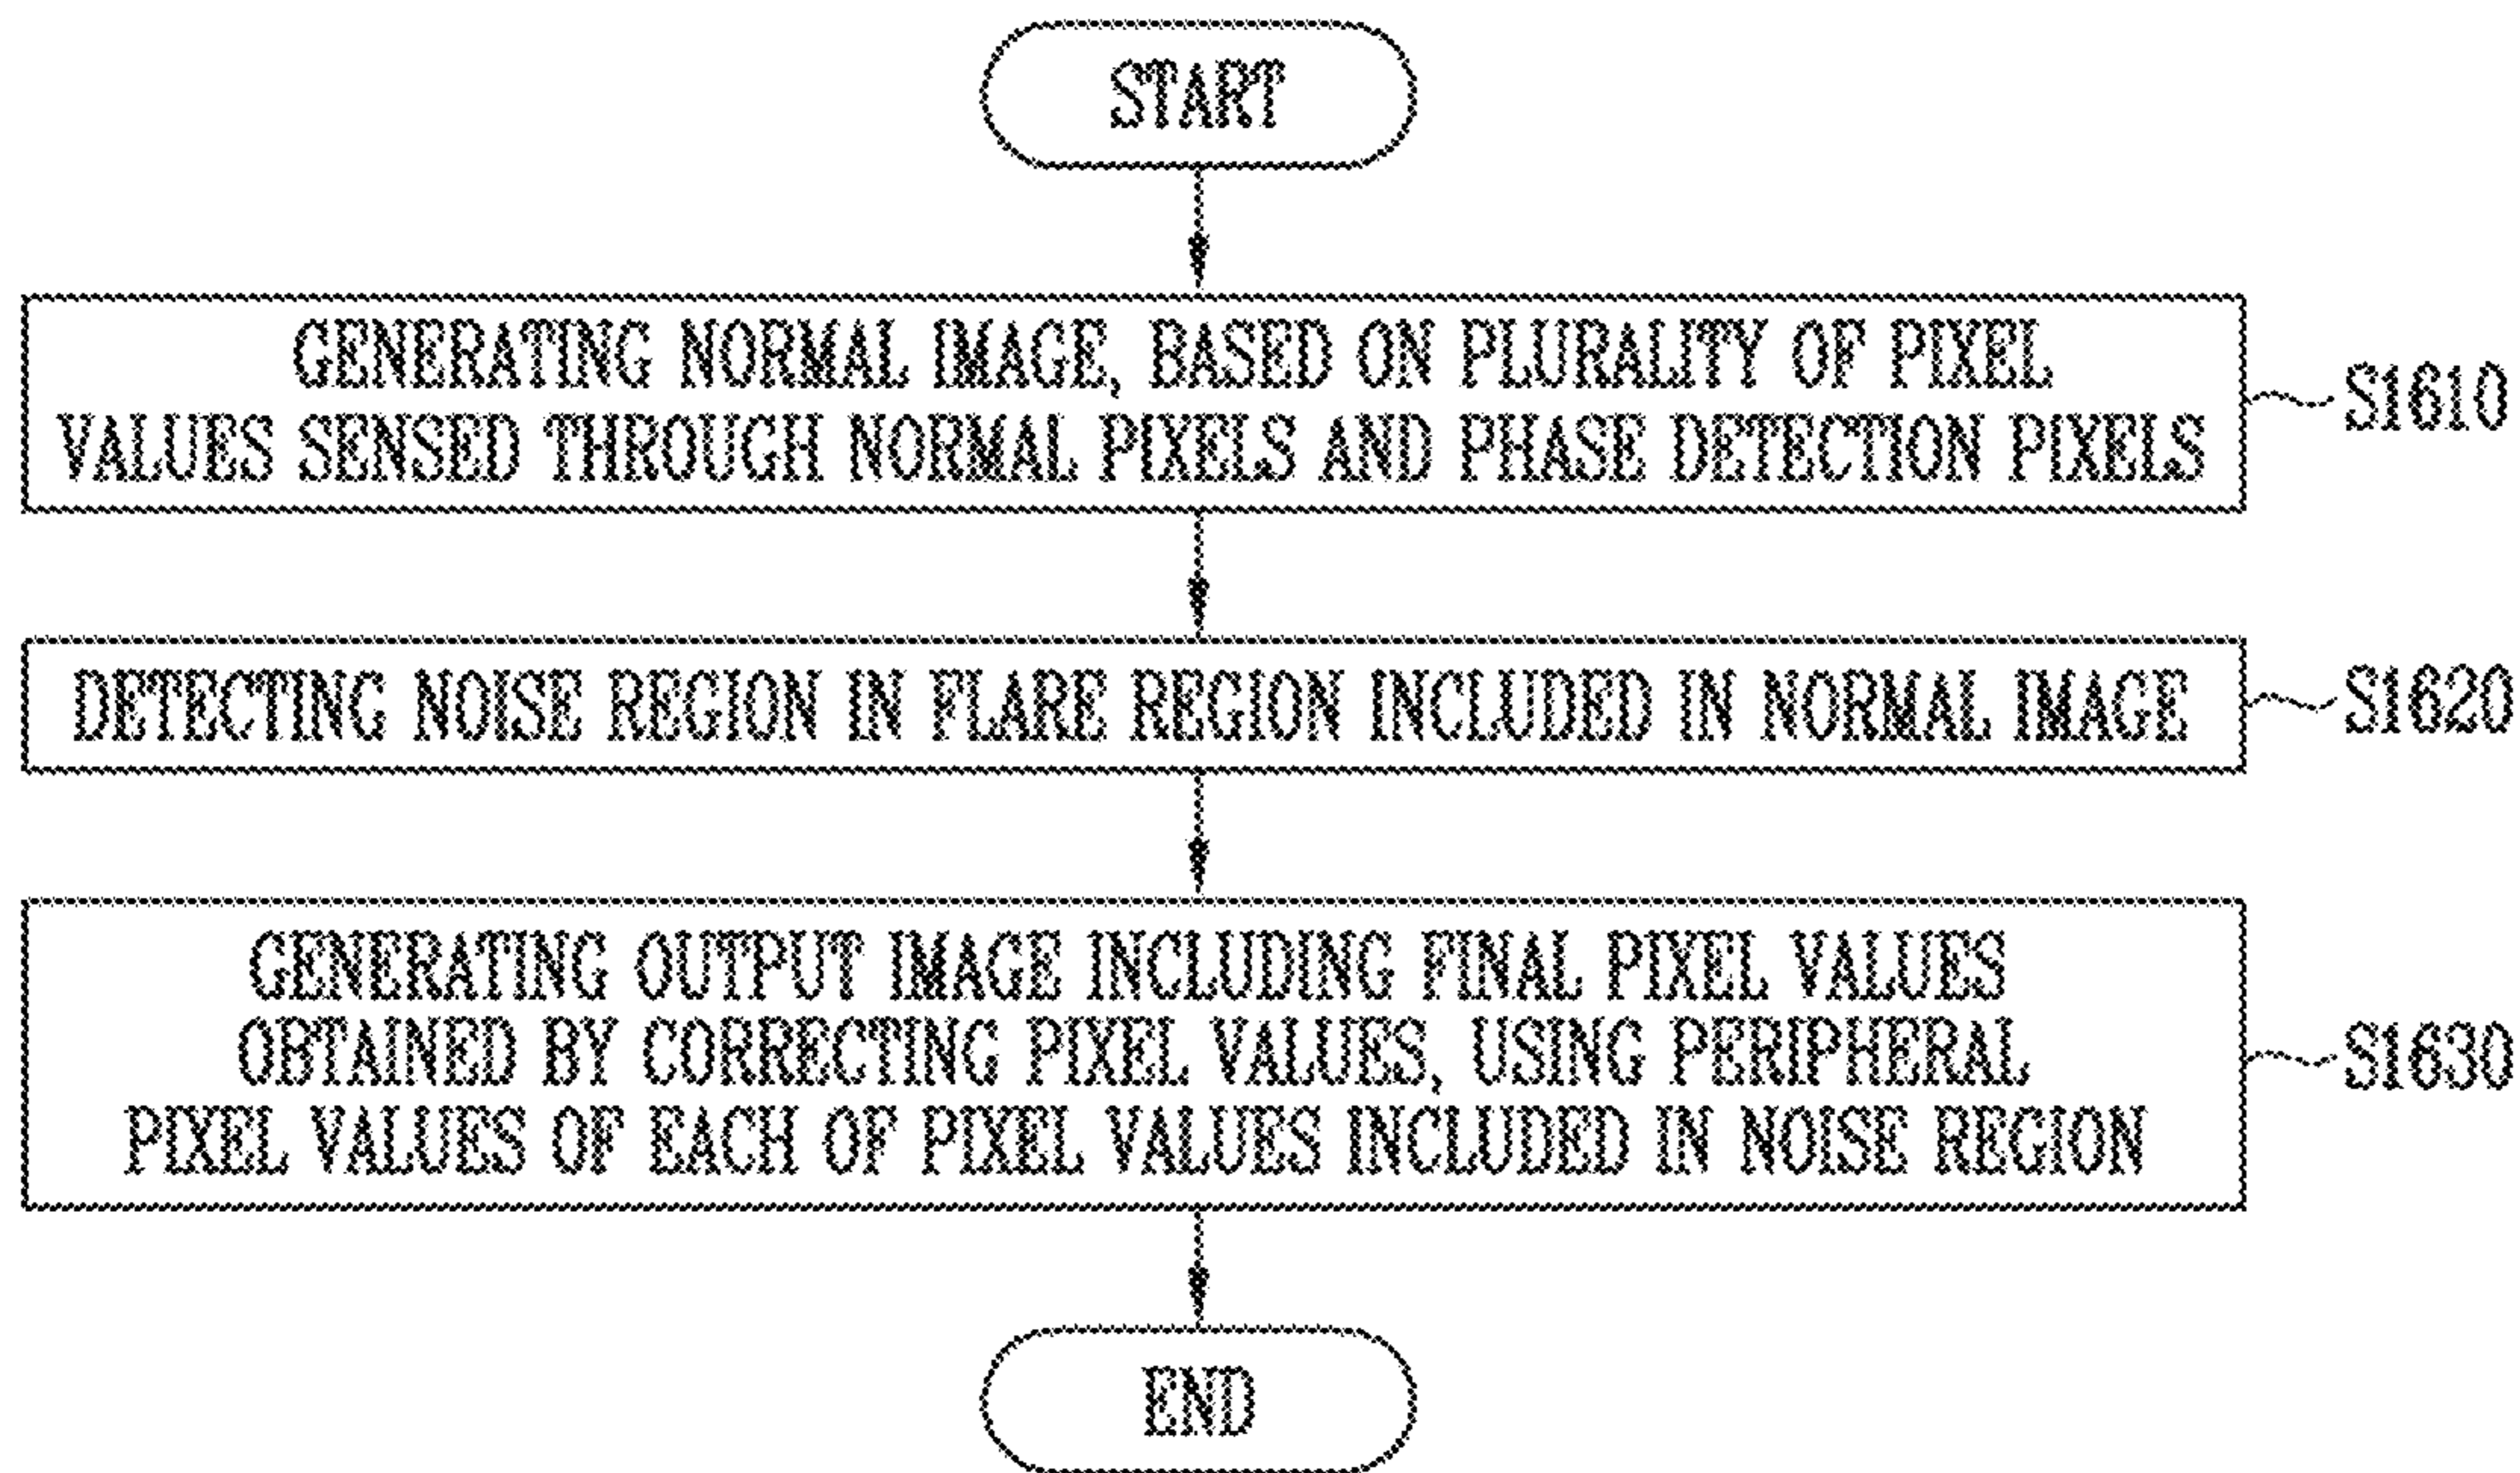 START
GENERATING NORMAL IMAGE, BASED ON PLURALITY OF PIXEL
VALUES SENSED THROUGH NORMAL PIXELS AND PHASE DETECTION PIXELS
S1610
DETECTING NOISE REGION IN FLARE REGION INCLUDED IN NORMAL IMAGE
S1620
GENERATING OUTPUT IMAGE INCLUDING FINAL PIXEL VALUES
OBTAINED BY CORRECTING PIXEL VALUES, USING PERIPHERAL
PIXEL VALUES OF EACH OF PIXEL VALUES INCLUDED IN NOISE REGION
S1630
END